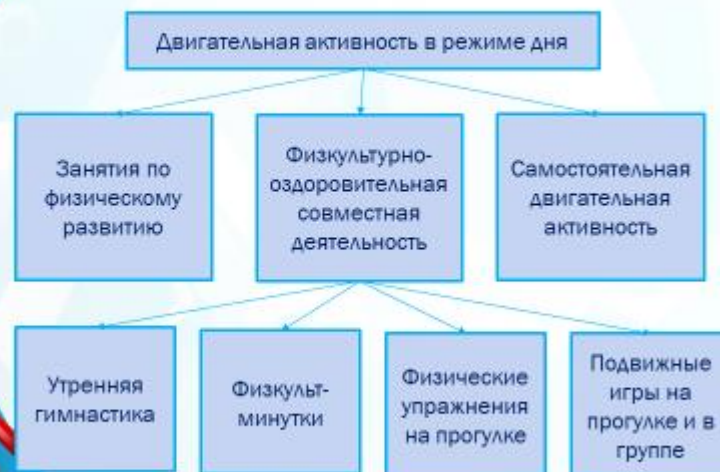 Двигательная активность в режиме дня
Занятия по
физическому
развитию
Физкультурно-
оздоровительная
совместная
деятельность
Самостоятельная
двигательная
активность
Утренняя
гимнастика
Физкульт-
минутки
Физические
упражнения
на прогулке
Подвижные
игры на
прогулке и в
группе